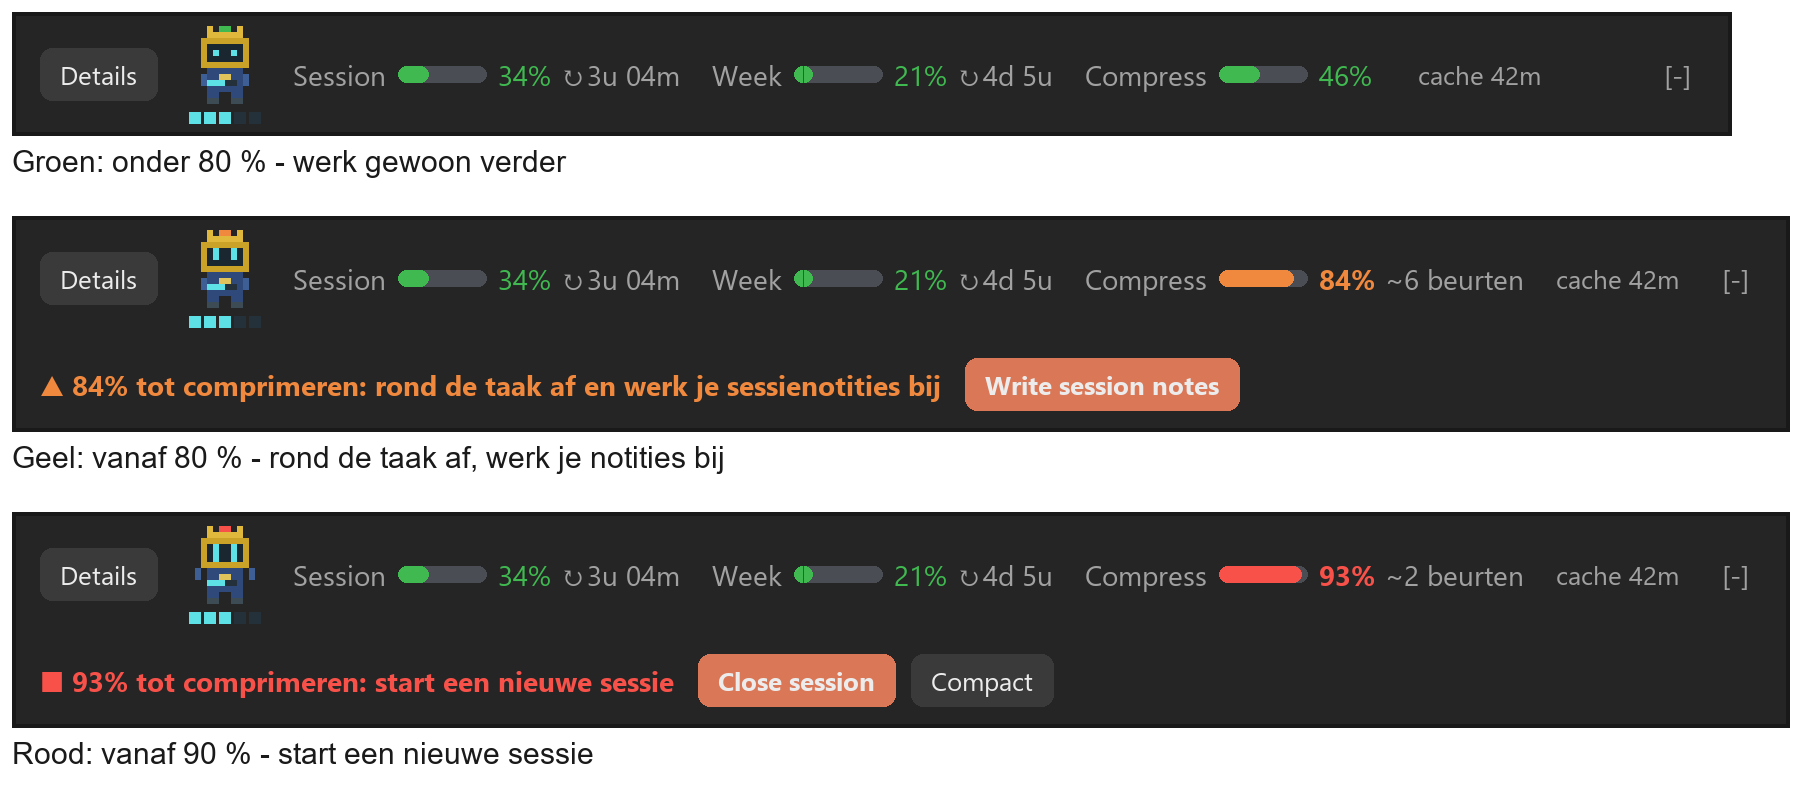 Details Session 34% ↻3u 04m Week 21% ↻4d 5u Compress 46% cache 42m [-]
Groen: onder 80 % - werk gewoon verder
Details Session 34% ↻3u 04m Week 21% ↻4d 5u Compress 84% ~6 beurten cache 42m [-]
▲ 84% tot comprimeren: rond de taak af en werk je sessienotities bij Write session notes
Geel: vanaf 80 % - rond de taak af, werk je notities bij
Details Session 34% ↻3u 04m Week 21% ↻4d 5u Compress 93% ~2 beurten cache 42m [-]
■ 93% tot comprimeren: start een nieuwe sessie Close session Compact
Rood: vanaf 90 % - start een nieuwe sessie